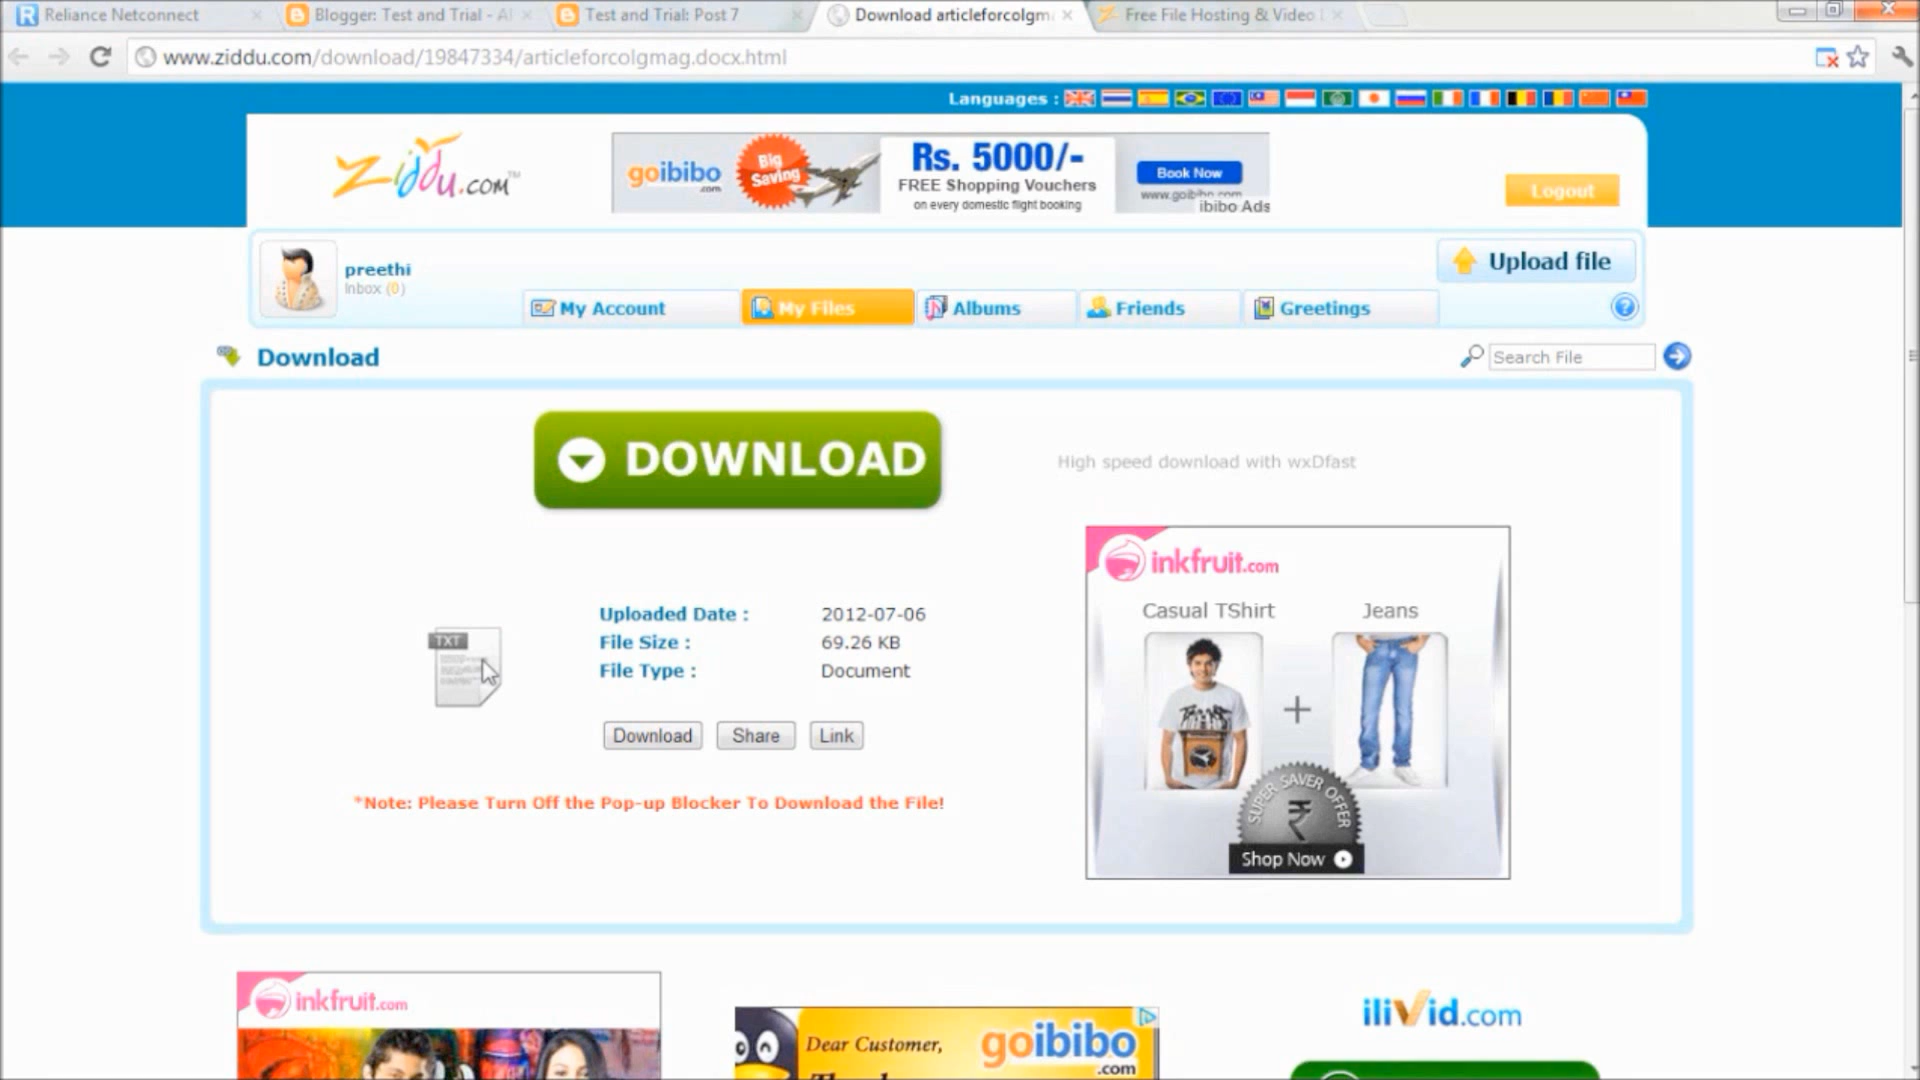 Reliance Netconnect
Blogger: Test and Trial - Al
Test and Trial: Post 7
Download articleforcolgm
Free File Hosting & Video
www.ziddu.com/download/19847334/articleforcolgmag.docx.html
Languages :
ziddu.com™
goibibo.com
Big Saving
Rs. 5000/-
FREE Shopping Vouchers
on every domestic flight booking
Book Now
www.goibibo.com
ibibo Ads
Logout
preethi
Inbox (0)
Upload file
My Account
My Files
Albums
Friends
Greetings
?
Download
Search File
DOWNLOAD
High speed download with wxDfast
TXT
Uploaded Date : 2012-07-06
File Size : 69.26 KB
File Type : Document
Download Share Link
*Note: Please Turn Off the Pop-up Blocker To Download the File!
inkfruit.com
Casual TShirt Jeans
+
SUPER SAVER OFFER
₹
Shop Now
inkfruit.com
Dear Customer,
goibibo.com
iliVid.com